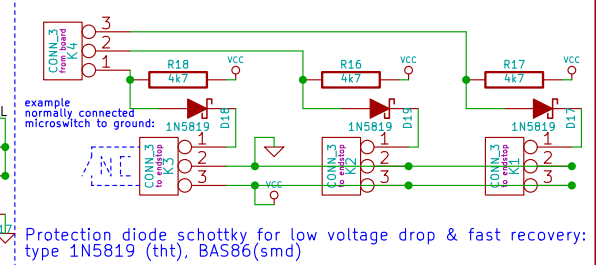 CONN_3
from board
K4
3
2
1
R18
4k7
VCC
R16
4k7
VCC
R17
4k7
VCC
example
normally connected
microswitch to ground:
1N5819
D18
1N5819
D19
1N5819
D17
NC
CONN_3
to endstop
K3
1
2
3
VCC
CONN_3
to endstop
K2
1
2
3
CONN_3
to endstop
K1
1
2
3
Protection diode schottky for low voltage drop & fast recovery:
type 1N5819 (tht), BAS86(smd)